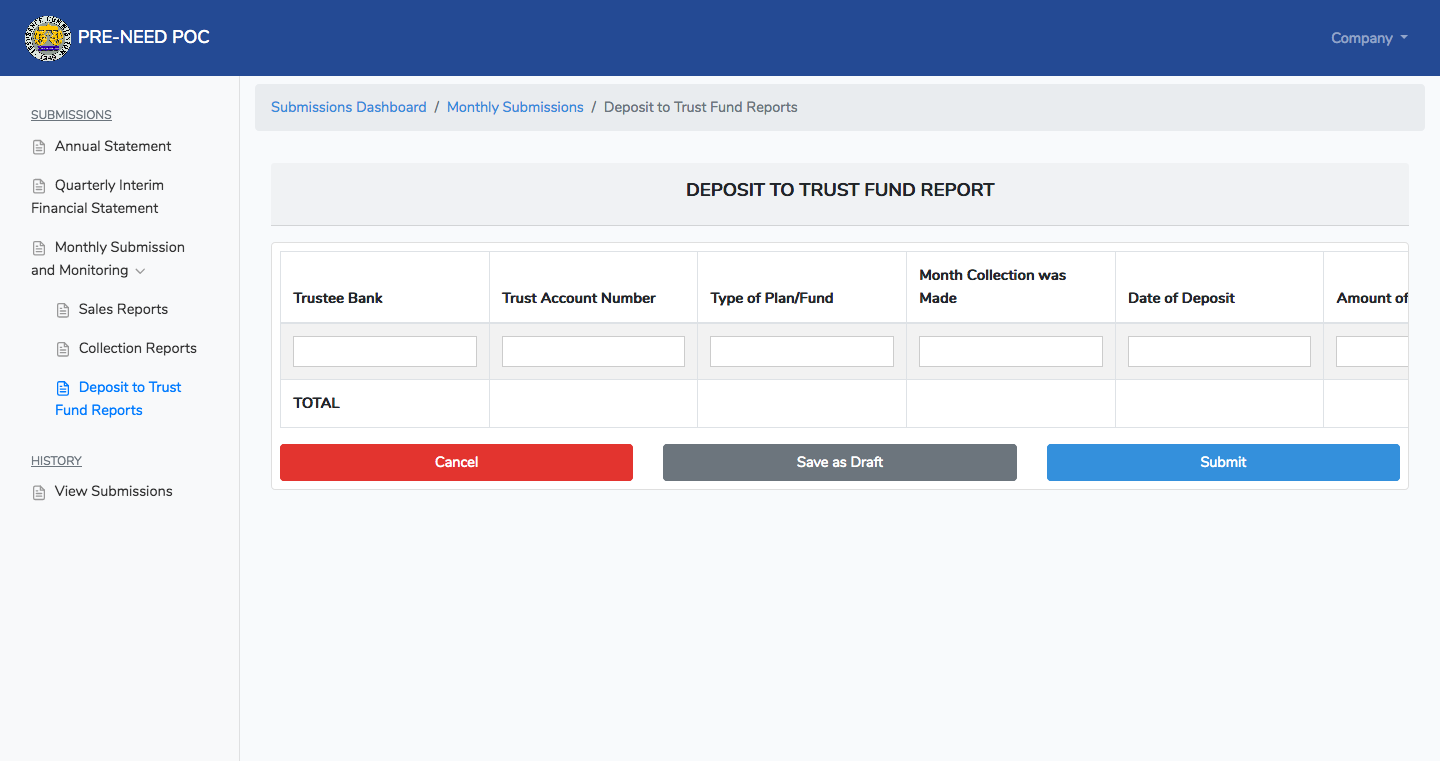 PRE-NEED POC
Company
SUBMISSIONS
Annual Statement
Quarterly Interim
Financial Statement
Monthly Submission
and Monitoring
Sales Reports
Collection Reports
Deposit to Trust
Fund Reports
HISTORY
View Submissions
Submissions Dashboard / Monthly Submissions / Deposit to Trust Fund Reports
DEPOSIT TO TRUST FUND REPORT
Trustee Bank
Trust Account Number
Type of Plan/Fund
Month Collection was
Made
Date of Deposit
Amount of
TOTAL
Cancel
Save as Draft
Submit